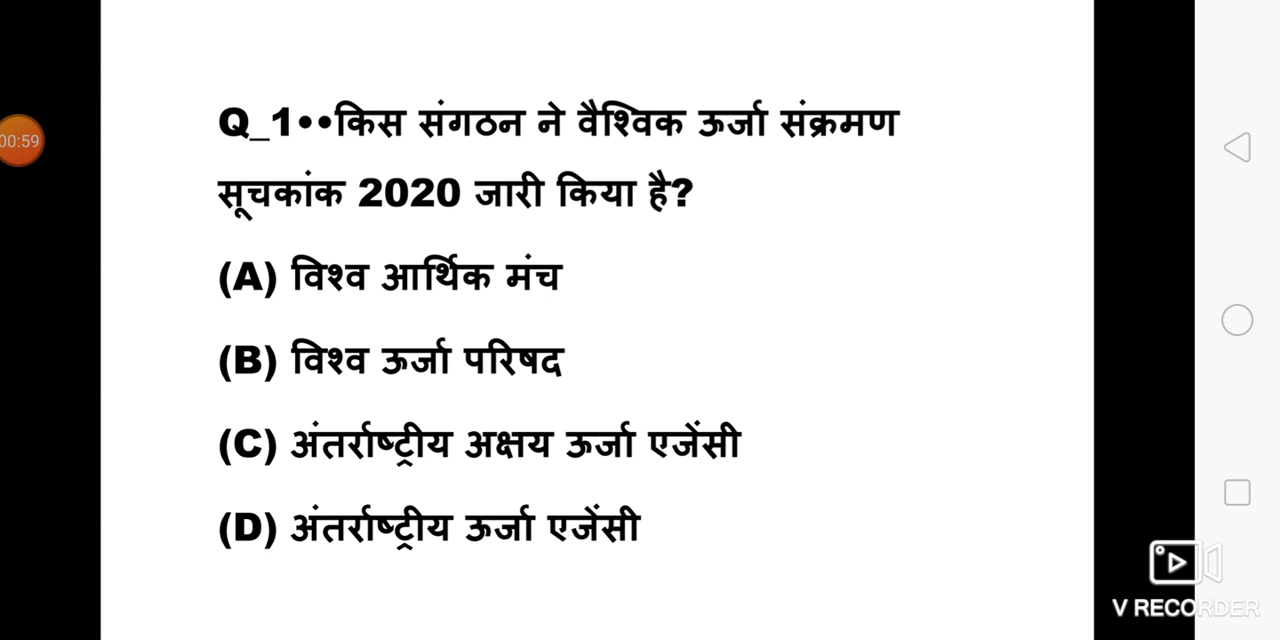 Q_1••किस संगठन ने वैश्विक ऊर्जा संक्रमण
सूचकांक 2020 जारी किया है?
(A) विश्व आर्थिक मंच
(B) विश्व ऊर्जा परिषद
(C) अंतर्राष्ट्रीय अक्षय ऊर्जा एजेंसी
(D) अंतर्राष्ट्रीय ऊर्जा एजेंसी
00:59
V RECORDER